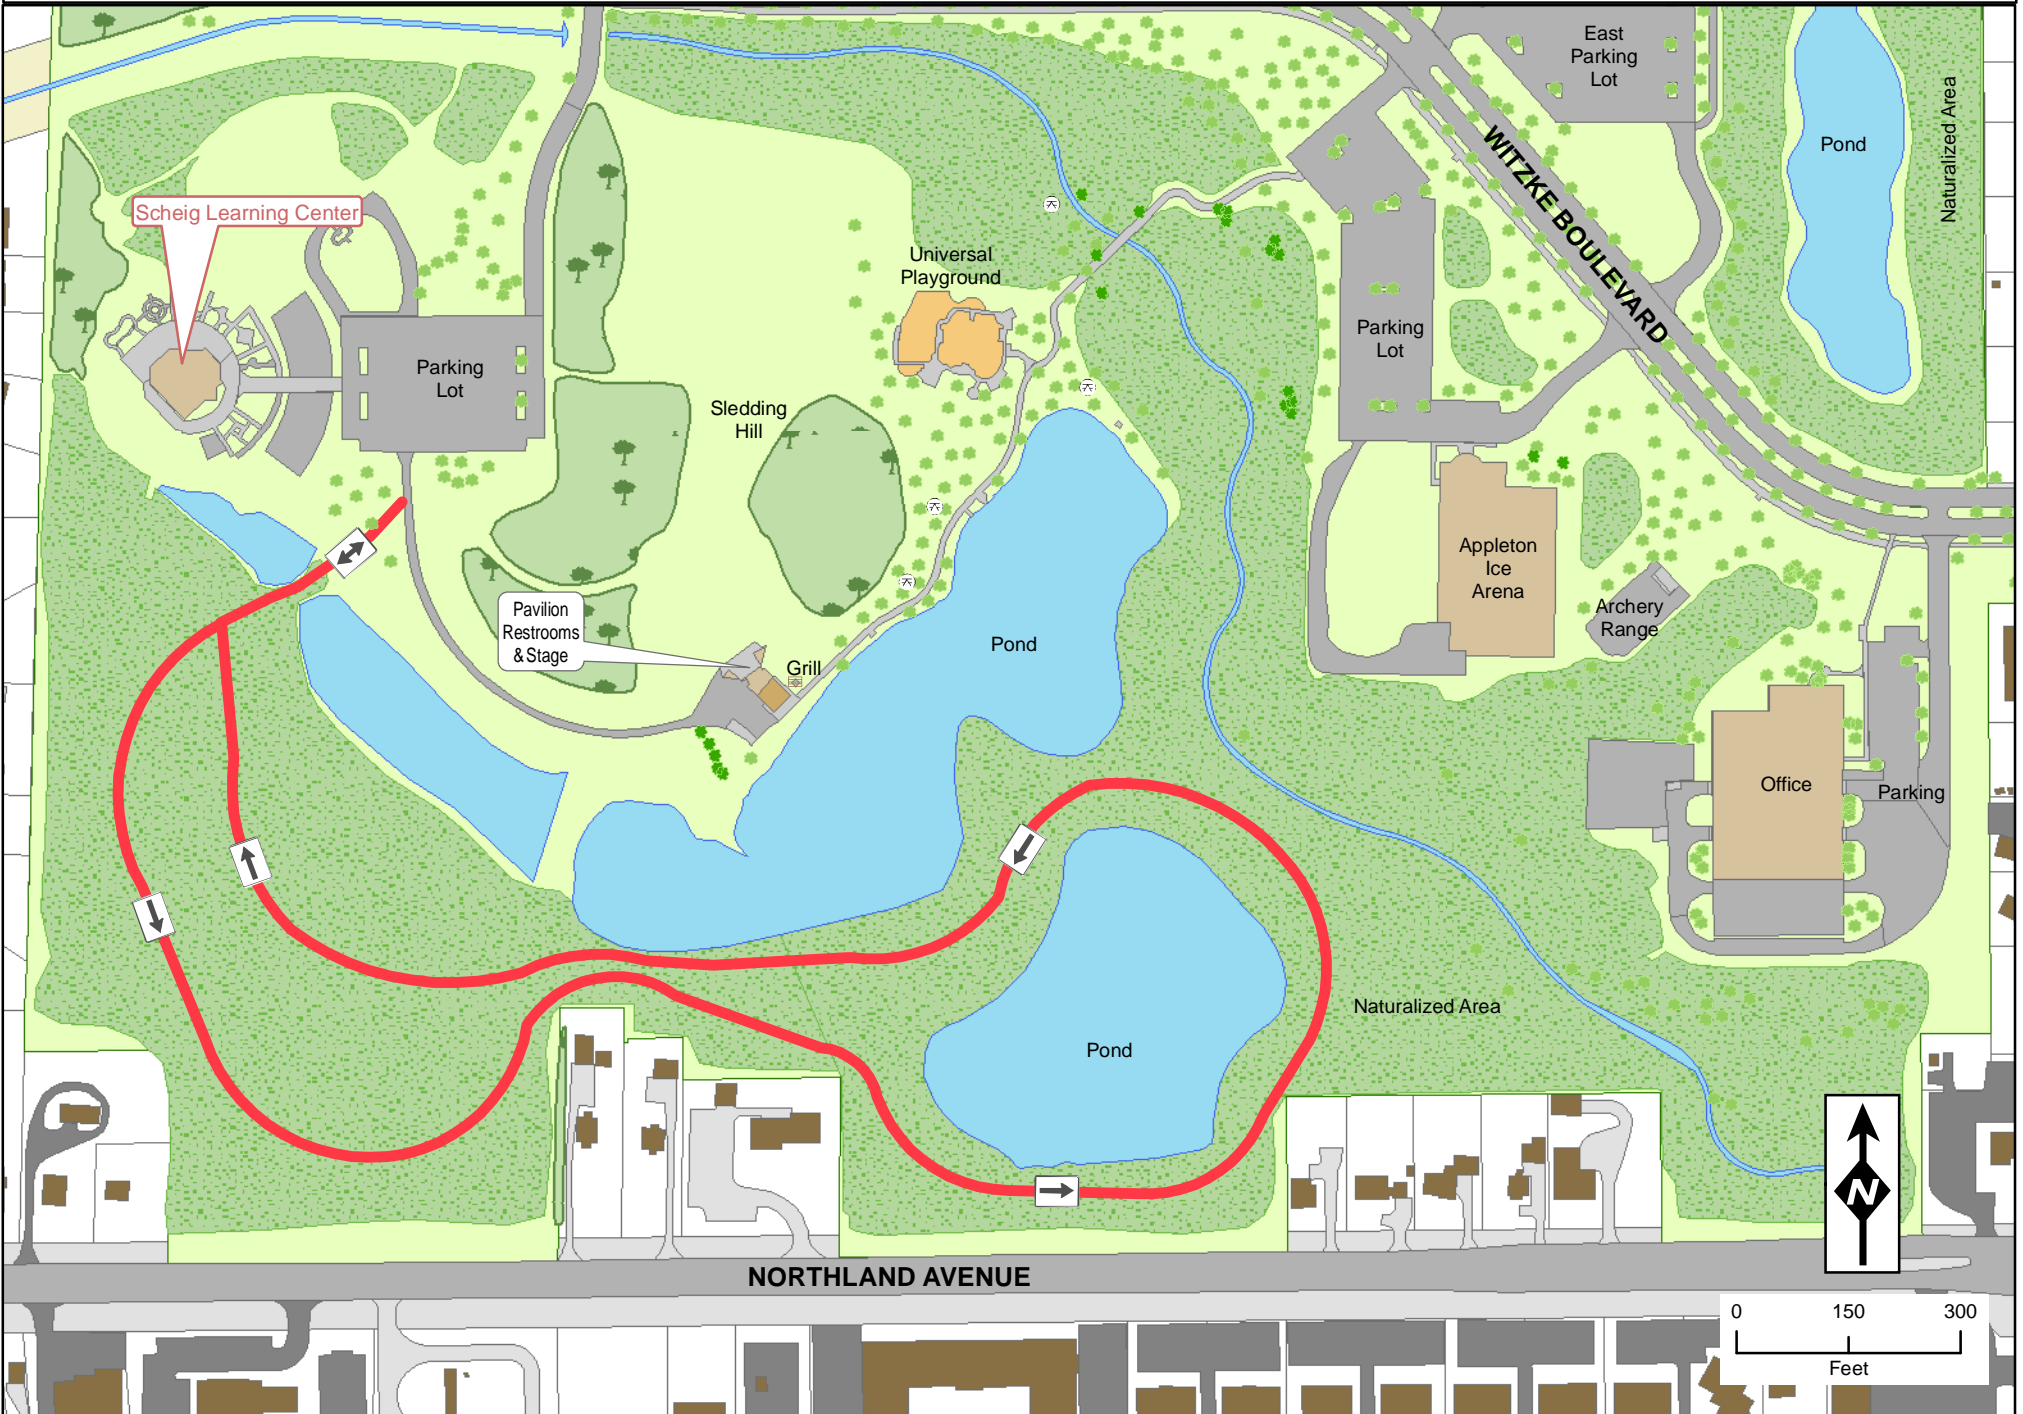 East
Parking
Lot
WITZKE BOULEVARD
Pond
Naturalized Area
Scheig Learning Center
Universal
Playground
Parking
Lot
Parking
Lot
Sledding
Hill
Appleton
Ice
Arena
Archery
Range
Pavilion
Restrooms
& Stage
Grill
Pond
Office
Parking
Naturalized Area
Pond
N
NORTHLAND AVENUE
0 150 300
Feet